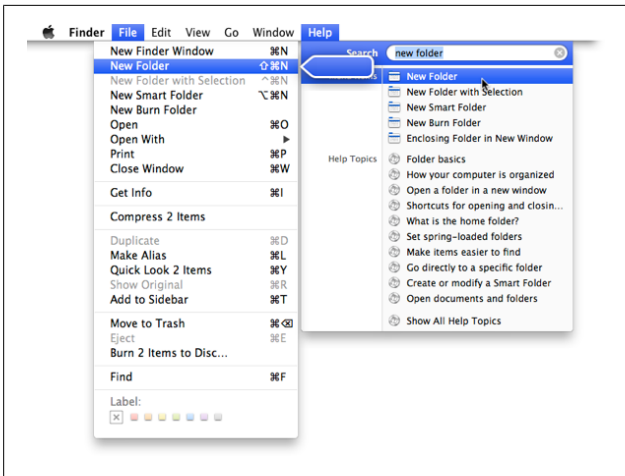 Finder File Edit View Go Window Help
New Finder Window ⌘N
New Folder ⇧⌘N
New Folder with Selection ^⌘N
New Smart Folder ⌥⌘N
New Burn Folder
Open ⌘O
Open With ▶
Print ⌘P
Close Window ⌘W
Get Info ⌘I
Compress 2 Items
Duplicate ⌘D
Make Alias ⌘L
Quick Look 2 Items ⌘Y
Show Original ⌘R
Add to Sidebar ⌘T
Move to Trash ⌘⌫
Eject ⌘E
Burn 2 Items to Disc...
Find ⌘F
Label:
Search new folder
New Folder
New Folder with Selection
New Smart Folder
New Burn Folder
Enclosing Folder in New Window
Help Topics Folder basics
How your computer is organized
Open a folder in a new window
Shortcuts for opening and closin...
What is the home folder?
Set spring-loaded folders
Make items easier to find
Go directly to a specific folder
Create or modify a Smart Folder
Open documents and folders
Show All Help Topics